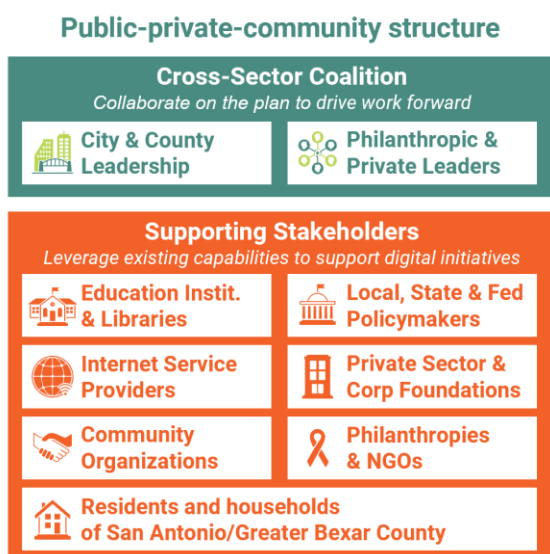 Public-private-community structure
Cross-Sector Coalition
Collaborate on the plan to drive work forward
City & County
Leadership
Philanthropic &
Private Leaders
Supporting Stakeholders
Leverage existing capabilities to support digital initiatives
Education Instit.
& Libraries
Local, State & Fed
Policymakers
Internet Service
Providers
Private Sector &
Corp Foundations
Community
Organizations
Philanthropies
& NGOs
Residents and households
of San Antonio/Greater Bexar County